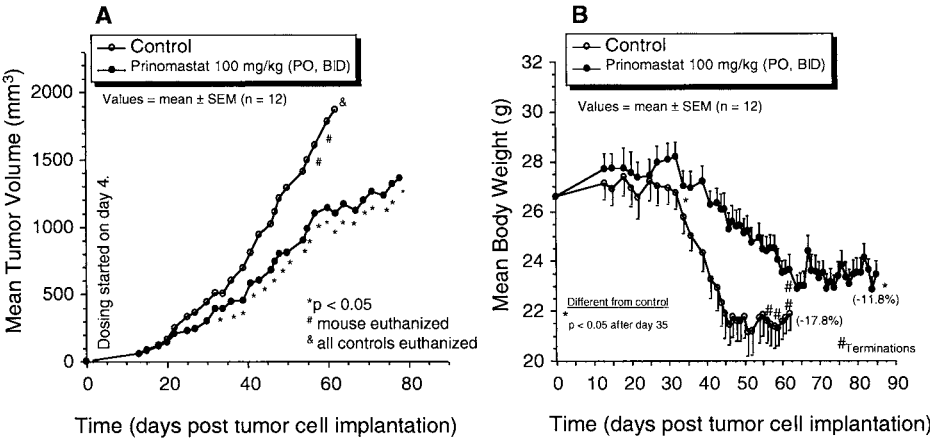 A
Control
Prinomastat 100 mg/kg (PO, BID)
Values = mean ± SEM (n = 12)
Mean Tumor Volume (mm³)
2000
1500
1000
500
0
Dosing started on day 4.
&
#
#
*p < 0.05
# mouse euthanized
& all controls euthanized
0 20 40 60 80
Time (days post tumor cell implantation)
B
Control
Prinomastat 100 mg/kg (PO, BID)
Values = mean ± SEM (n = 12)
Mean Body Weight (g)
32
30
28
26
24
22
20
Different from control
* p < 0.05 after day 35
(-11.8%)
(-17.8%)
#Terminations
0 10 20 30 40 50 60 70 80 90
Time (days post tumor cell implantation)